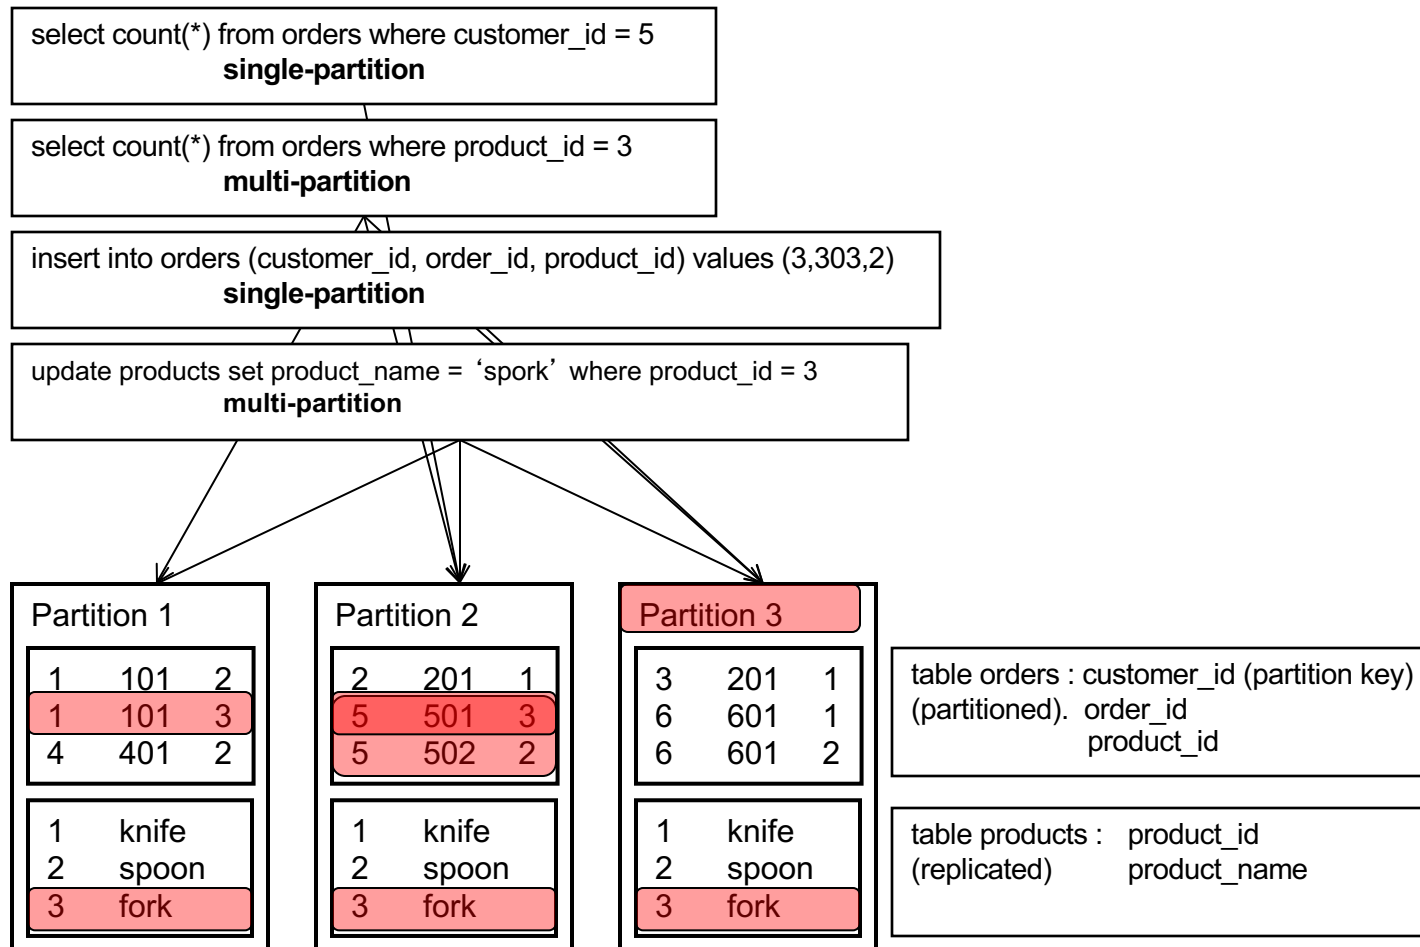 select count(*) from orders where customer_id = 5
single-partition
select count(*) from orders where product_id = 3
multi-partition
insert into orders (customer_id, order_id, product_id) values (3,303,2)
single-partition
update products set product_name = ‘spork’ where product_id = 3
multi-partition
Partition 1
1 101 2
1 101 3
4 401 2
1 knife
2 spoon
3 fork
Partition 2
2 201 1
5 501 3
5 502 2
1 knife
2 spoon
3 fork
Partition 3
3 201 1
6 601 1
6 601 2
1 knife
2 spoon
3 fork
table orders : customer_id (partition key)
(partitioned). order_id
product_id
table products : product_id
(replicated) product_name